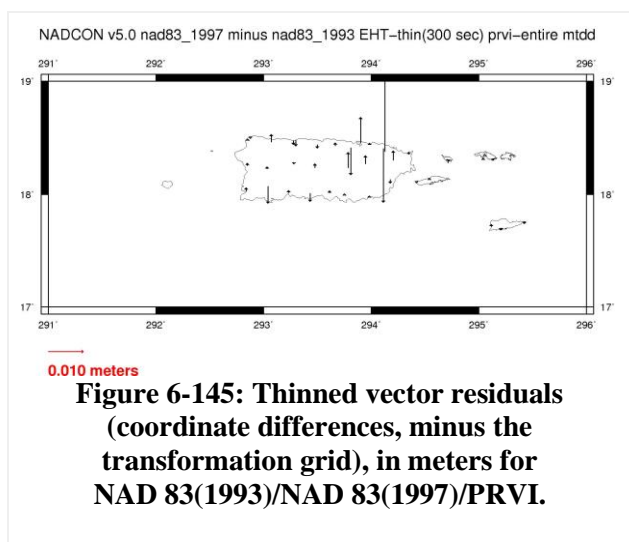 NADCON v5.0 nad83_1997 minus nad83_1993 EHT−thin(300 sec) prvi−entire mtdd
291˚ 292˚ 293˚ 294˚ 295˚ 296˚
19˚ 19˚
18˚ 18˚
17˚ 17˚
291˚ 292˚ 293˚ 294˚ 295˚ 296˚
0.010 meters
Figure 6-145: Thinned vector residuals
(coordinate differences, minus the
transformation grid), in meters for
NAD 83(1993)/NAD 83(1997)/PRVI.